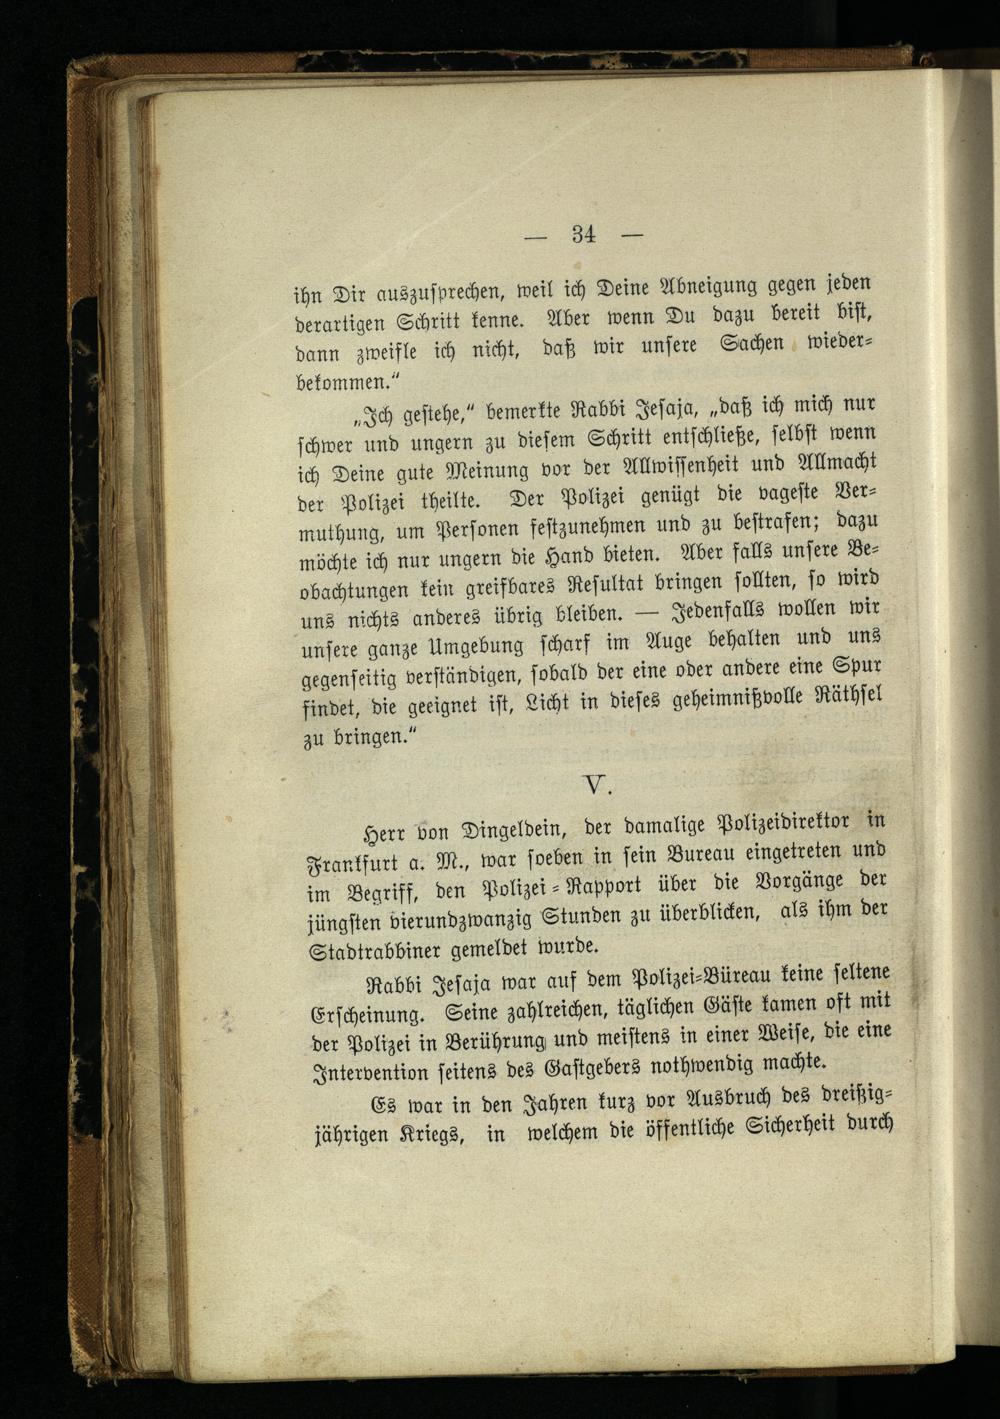 — 34 —
ihn Dir auszusprechen, weil ich Deine Abneigung gegen jeden
derartigen Schritt kenne. Aber wenn Du dazu bereit bist,
dann zweifle ich nicht, daß wir unsere Sachen wieder-
bekommen.“
„Ich gestehe,“ bemerkte Rabbi Jesaja, „daß ich mich nur
schwer und ungern zu diesem Schritt entschließe, selbst wenn
ich Deine gute Meinung vor der Allwissenheit und Allmacht
der Polizei theilte. Der Polizei genügt die vageste Ver-
muthung, um Personen festzunehmen und zu bestrafen; dazu
möchte ich nur ungern die Hand bieten. Aber falls unsere Be-
obachtungen kein greifbares Resultat bringen sollten, so wird
uns nichts anderes übrig bleiben. — Jedenfalls wollen wir
unsere ganze Umgebung scharf im Auge behalten und uns
gegenseitig verständigen, sobald der eine oder andere eine Spur
findet, die geeignet ist, Licht in dieses geheimnißvolle Räthsel
zu bringen.“
V.
Herr von Dingeldein, der damalige Polizeidirektor in
Frankfurt a. M., war soeben in sein Bureau eingetreten und
im Begriff, den Polizei-Rapport über die Vorgänge der
jüngsten vierundzwanzig Stunden zu überblicken, als ihm der
Stadtrabbiner gemeldet wurde.
Rabbi Jesaja war auf dem Polizei-Büreau keine seltene
Erscheinung. Seine zahlreichen, täglichen Gäste kamen oft mit
der Polizei in Berührung und meistens in einer Weise, die eine
Intervention seitens des Gastgebers nothwendig machte.
Es war in den Jahren kurz vor Ausbruch des dreißig-
jährigen Kriegs, in welchem die öffentliche Sicherheit durch